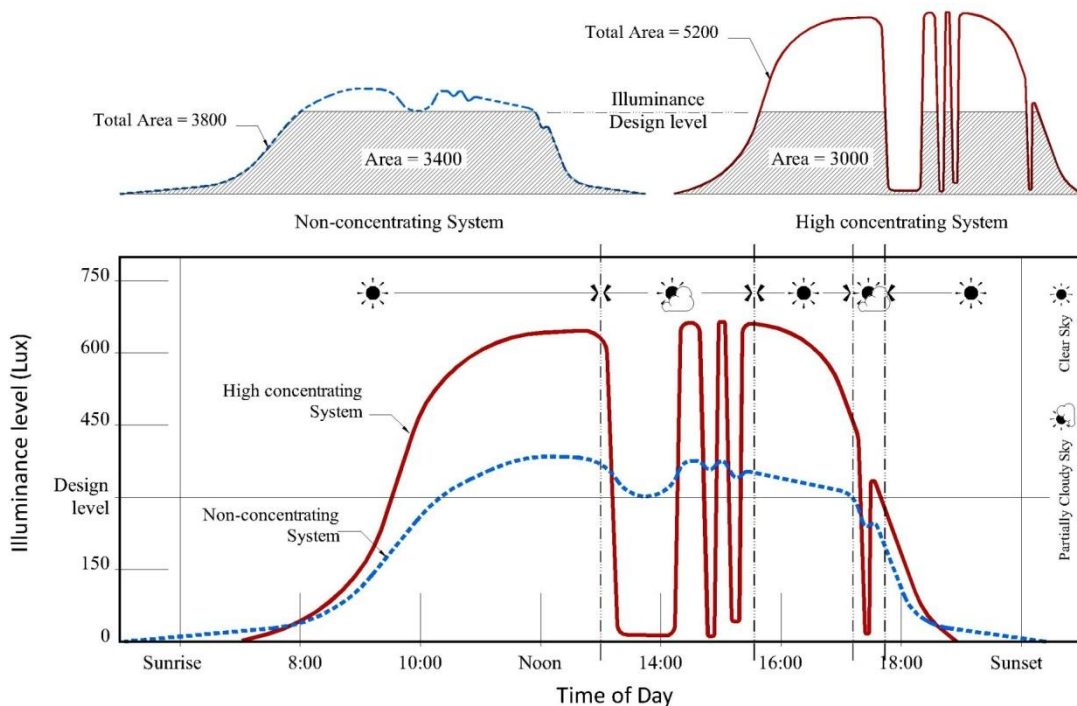 Total Area = 5200
Total Area = 3800
Illuminance
Design level
Area = 3400
Area = 3000
Non-concentrating System
High concentrating System
Illuminance level (Lux)
750
600
450
Design
level
150
0
High concentrating
System
Non-concentrating
System
Clear Sky
Partially Cloudy Sky
Sunrise
8:00
10:00
Noon
14:00
16:00
18:00
Sunset
Time of Day